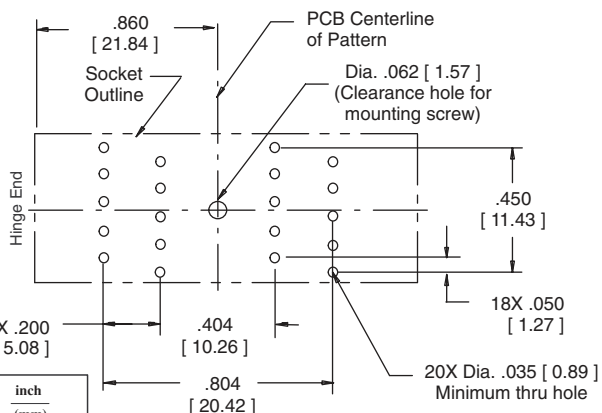 .860
[ 21.84 ]
PCB Centerline
of Pattern
Socket
Outline
Dia. .062 [ 1.57 ]
(Clearance hole for
mounting screw)
Hinge End
.450
[ 11.43 ]
18X .050
[ 1.27 ]
X .200
5.08 ]
.404
[ 10.26 ]
.804
[ 20.42 ]
20X Dia. .035 [ 0.89 ]
Minimum thru hole
inch